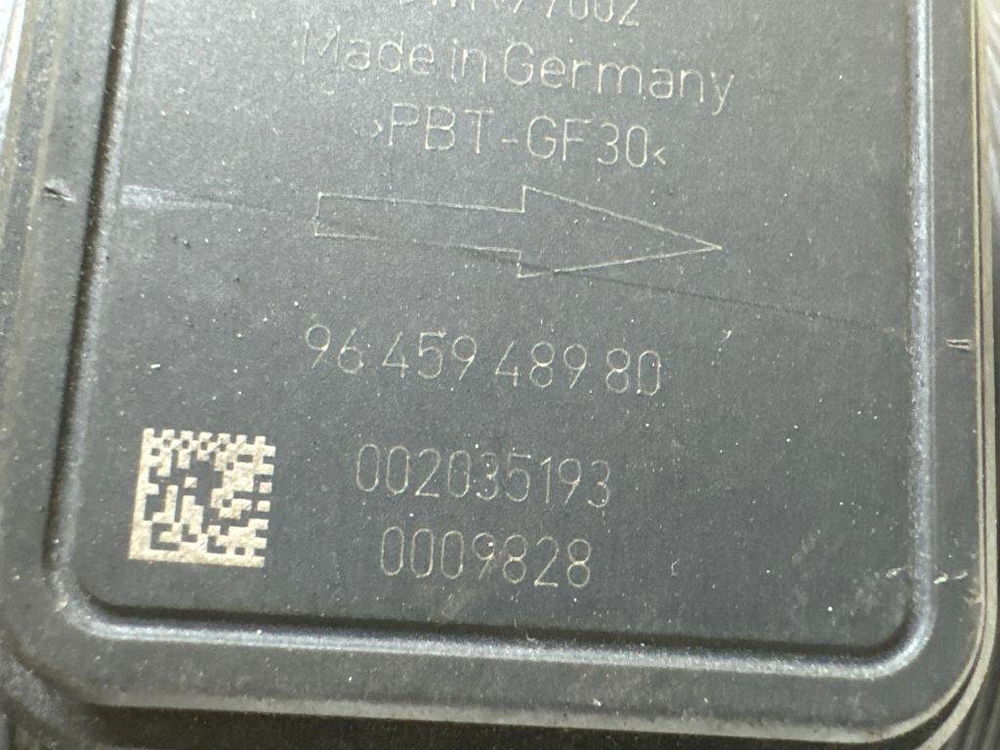 Made in Germany
>PBT-GF30<
96 459 489 80
002035193
0009828